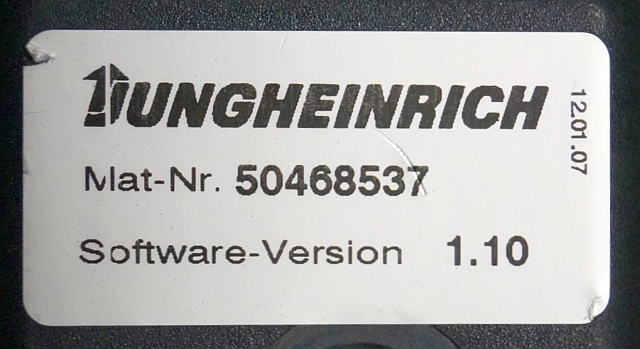 JUNGHEINRICH
12.01.07
Mat-Nr. 50468537
Software-Version 1.10